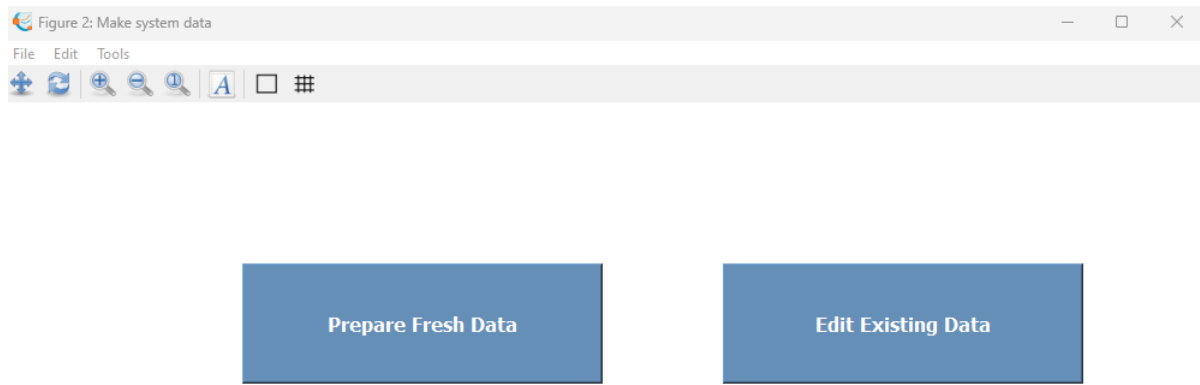 Figure 2: Make system data
File Edit Tools
A
Prepare Fresh Data Edit Existing Data